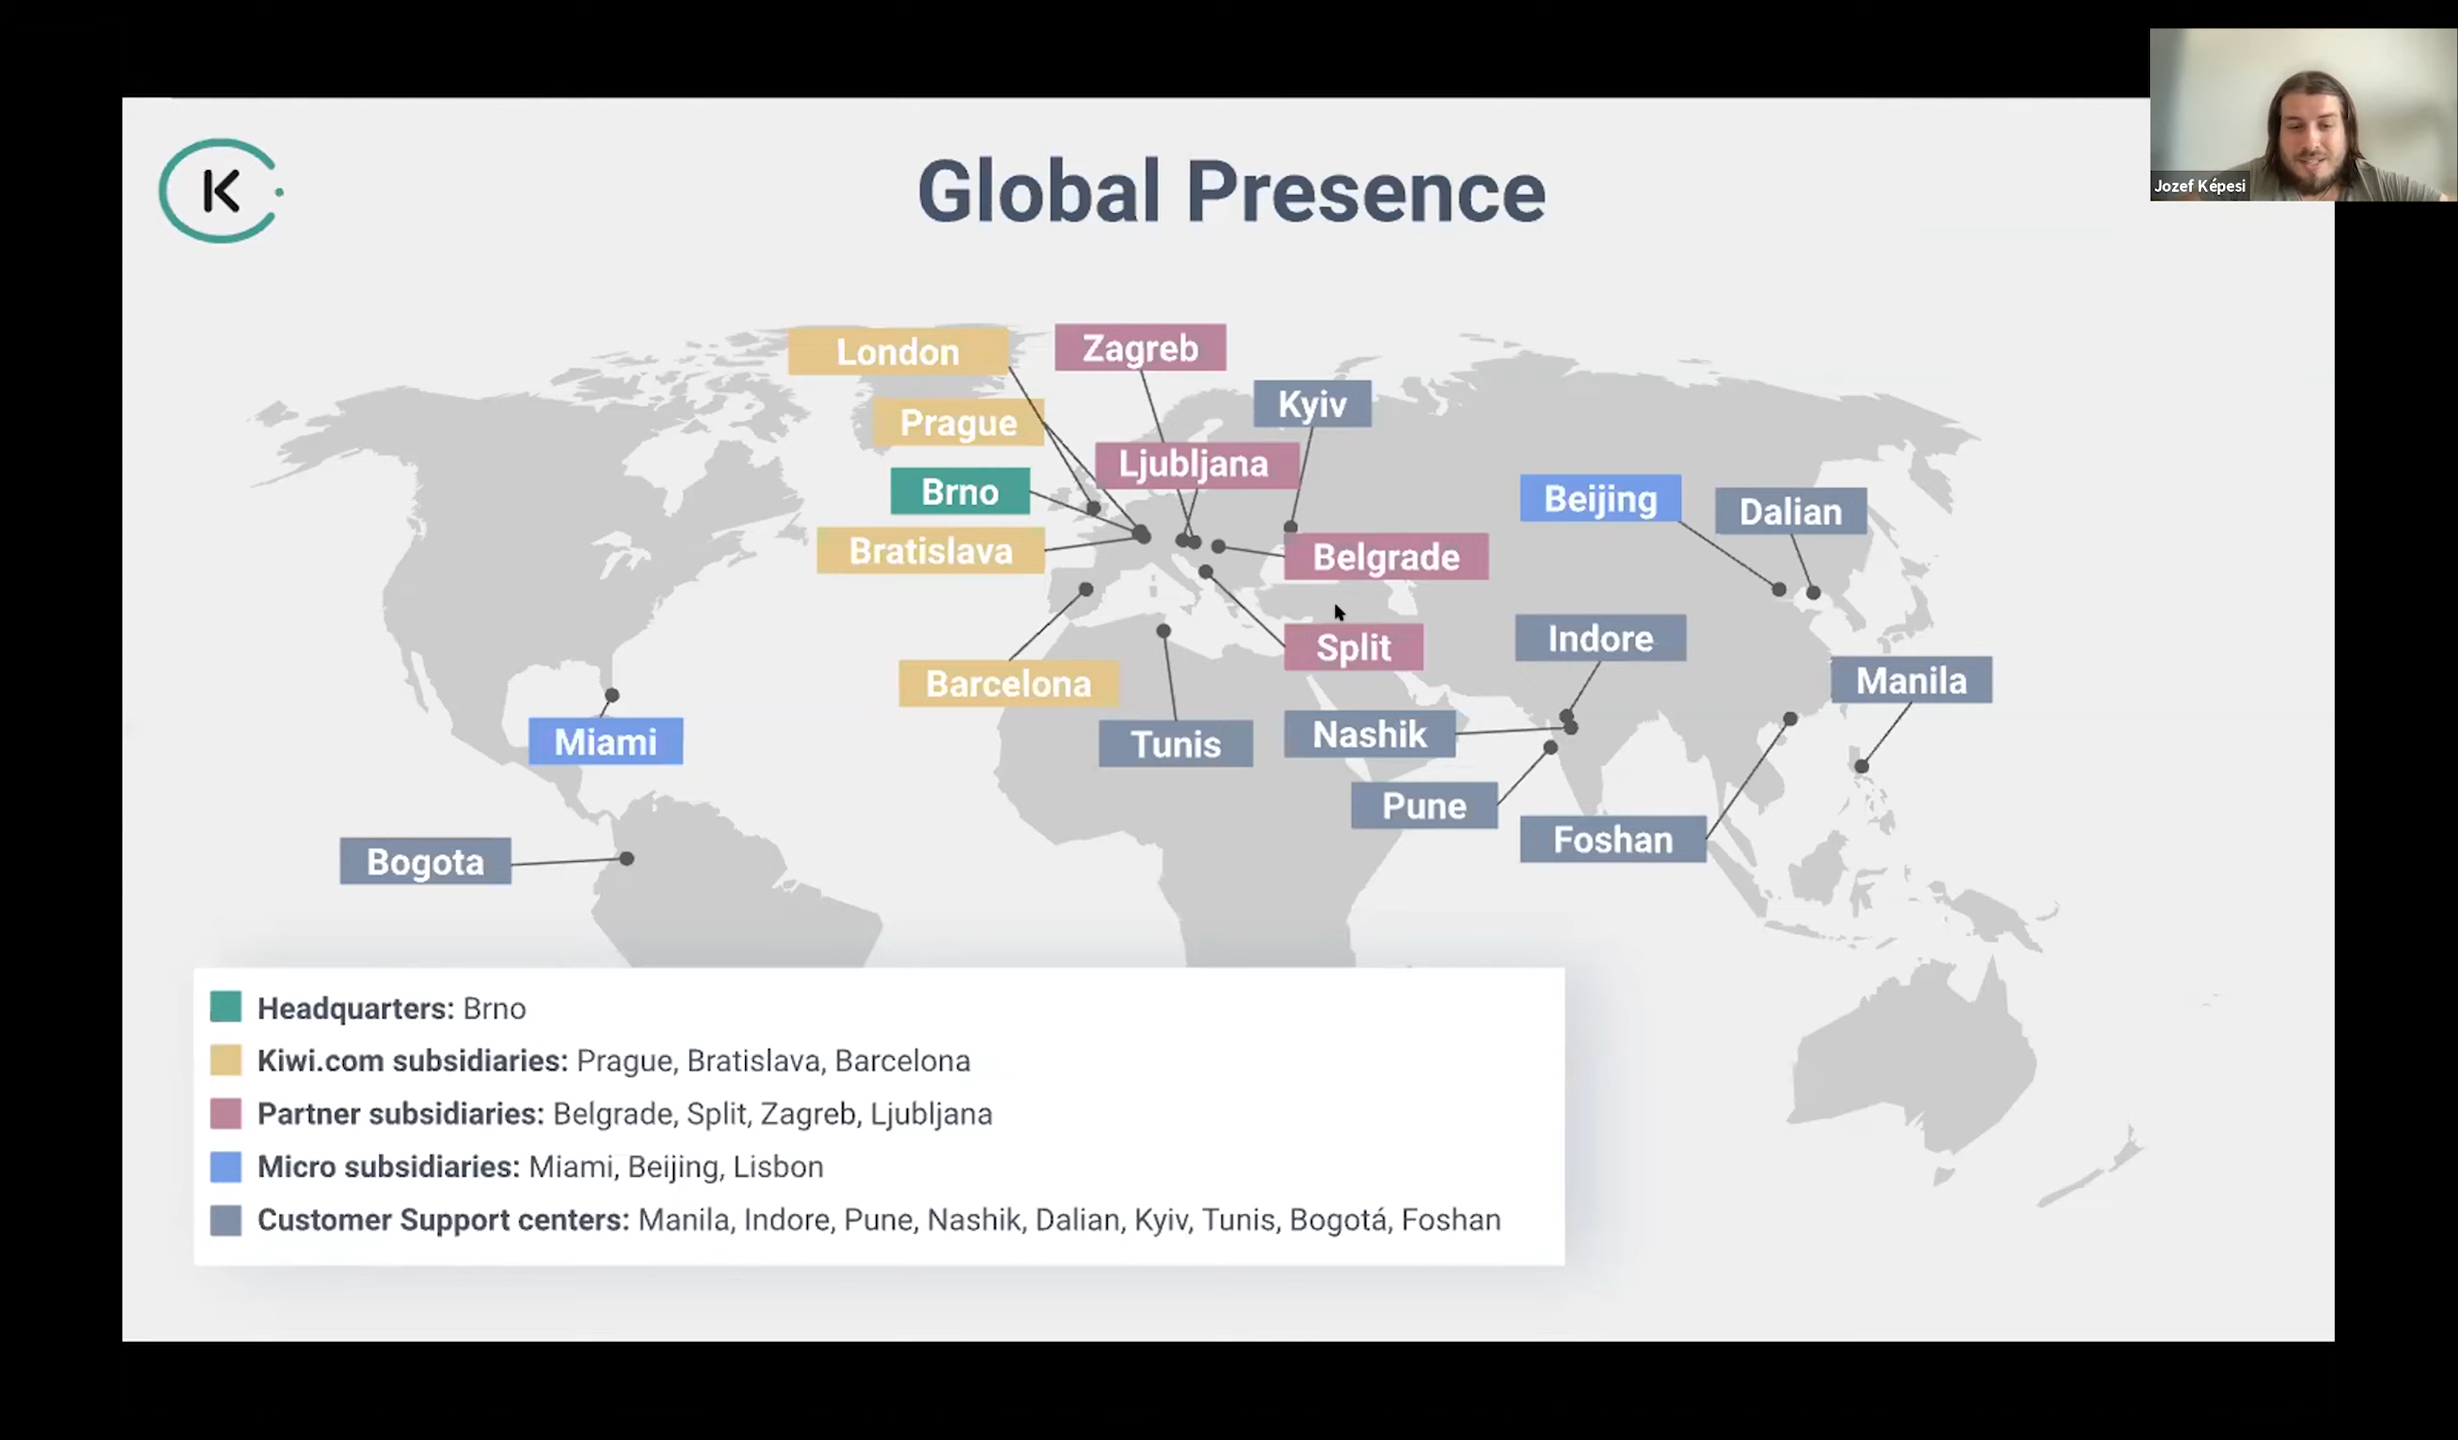 K
Global Presence
Jozef Képesi
London
Zagreb
Kyiv
Prague
Ljubljana
Brno
Beijing
Dalian
Bratislava
Belgrade
Indore
Split
Manila
Barcelona
Miami
Tunis
Nashik
Pune
Foshan
Bogota
Headquarters: Brno
Kiwi.com subsidiaries: Prague, Bratislava, Barcelona
Partner subsidiaries: Belgrade, Split, Zagreb, Ljubljana
Micro subsidiaries: Miami, Beijing, Lisbon
Customer Support centers: Manila, Indore, Pune, Nashik, Dalian, Kyiv, Tunis, Bogotá, Foshan